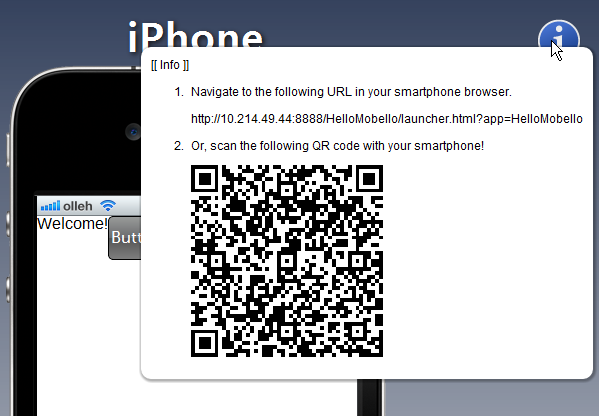 iPhone
[[ Info ]]
1. Navigate to the following URL in your smartphone browser.
http://10.214.49.44:8888/HelloMobello/launcher.html?app=HelloMobello
2. Or, scan the following QR code with your smartphone!
olleh
Welcome!
Butt